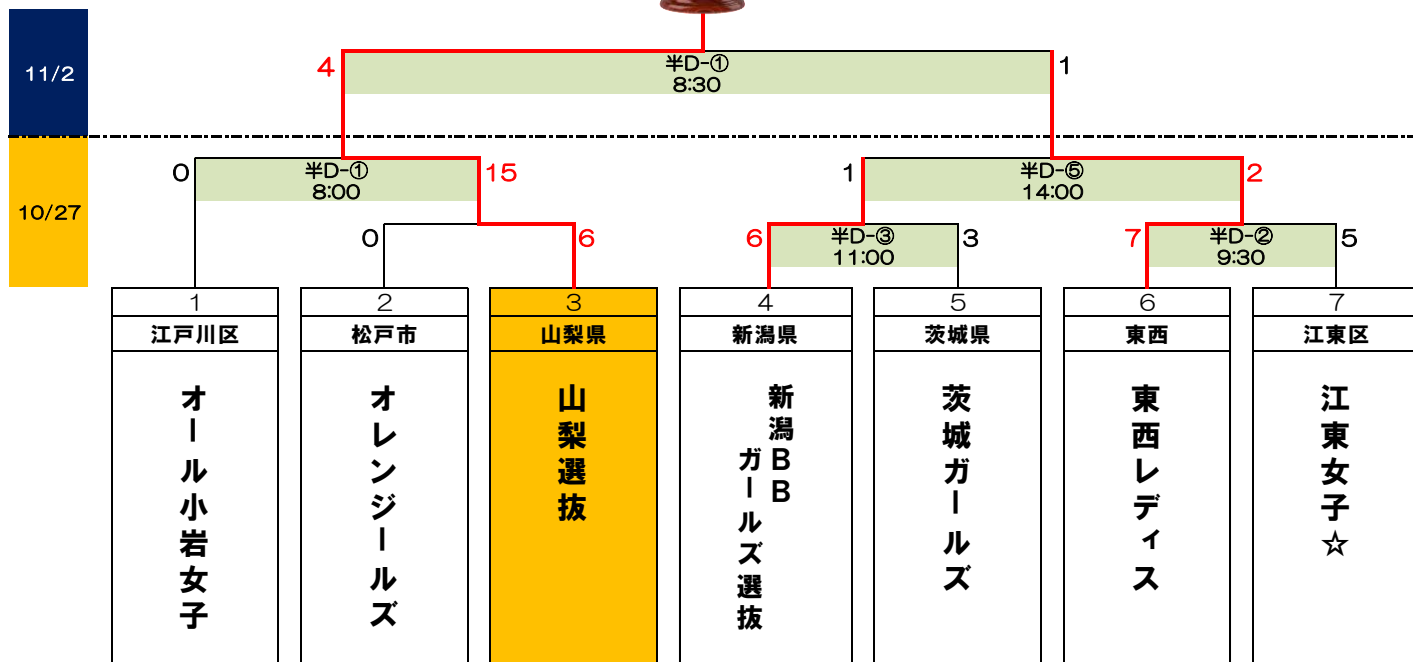 11/2
4
半D-①
8:30
1
10/27
0
半D-①
8:00
15
1
半D-⑤
14:00
2
0
6
6
半D-③
11:00
3
7
半D-②
9:30
5
1
2
3
4
5
6
7
江戸川区
松戸市
山梨県
新潟県
茨城県
東西
江東区
オール小岩女子
オレンジールズ
山梨選抜
新潟BB
ガールズ選抜
茨城ガールズ
東西レディス
江東女子☆